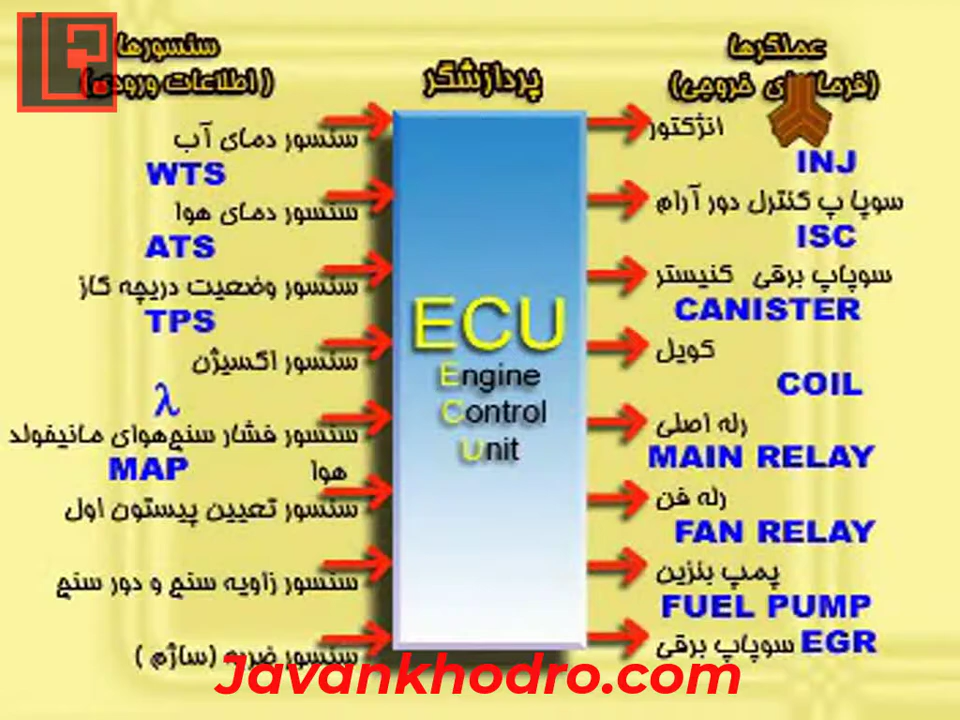 سنسورها
(اطلاعات ورودی)
سنسور دمای آب
WTS
سنسور دمای هوا
ATS
سنسور وضعیت دریچه گاز
TPS
سنسور اکسیژن
λ
سنسور فشار سنج هوای مانیفولد
هوا
MAP
سنسور تعیین پیستون اول
سنسور زاویه سنج و دور سنج
سنسور ضربه (سازم)
پردازشگر
ECU
Engine
Control
Unit
عملگرها
(فرمانهای خروجی)
انژکتور
INJ
سوپا پ کنترل دور آرام
ISC
سوپاپ برقی کنیستر
CANISTER
کویل
COIL
رله اصلی
MAIN RELAY
رله فن
FAN RELAY
پمپ بنزین
FUEL PUMP
سوپاپ برقی EGR
Javankhodro.com